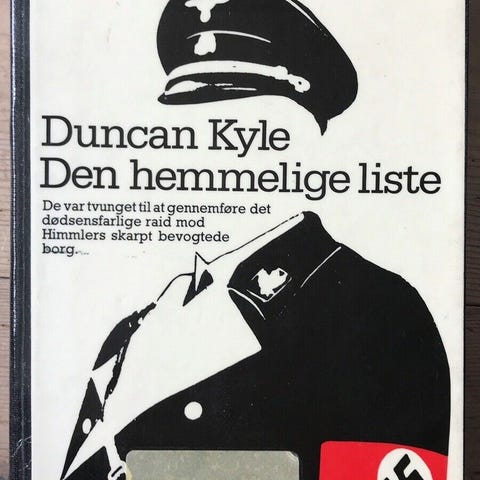 Duncan Kyle
Den hemmelige liste
De var tvunget til at gennemføre det
dødsensfarlige raid mod
Himmlers skarpt bevogtede
borg.